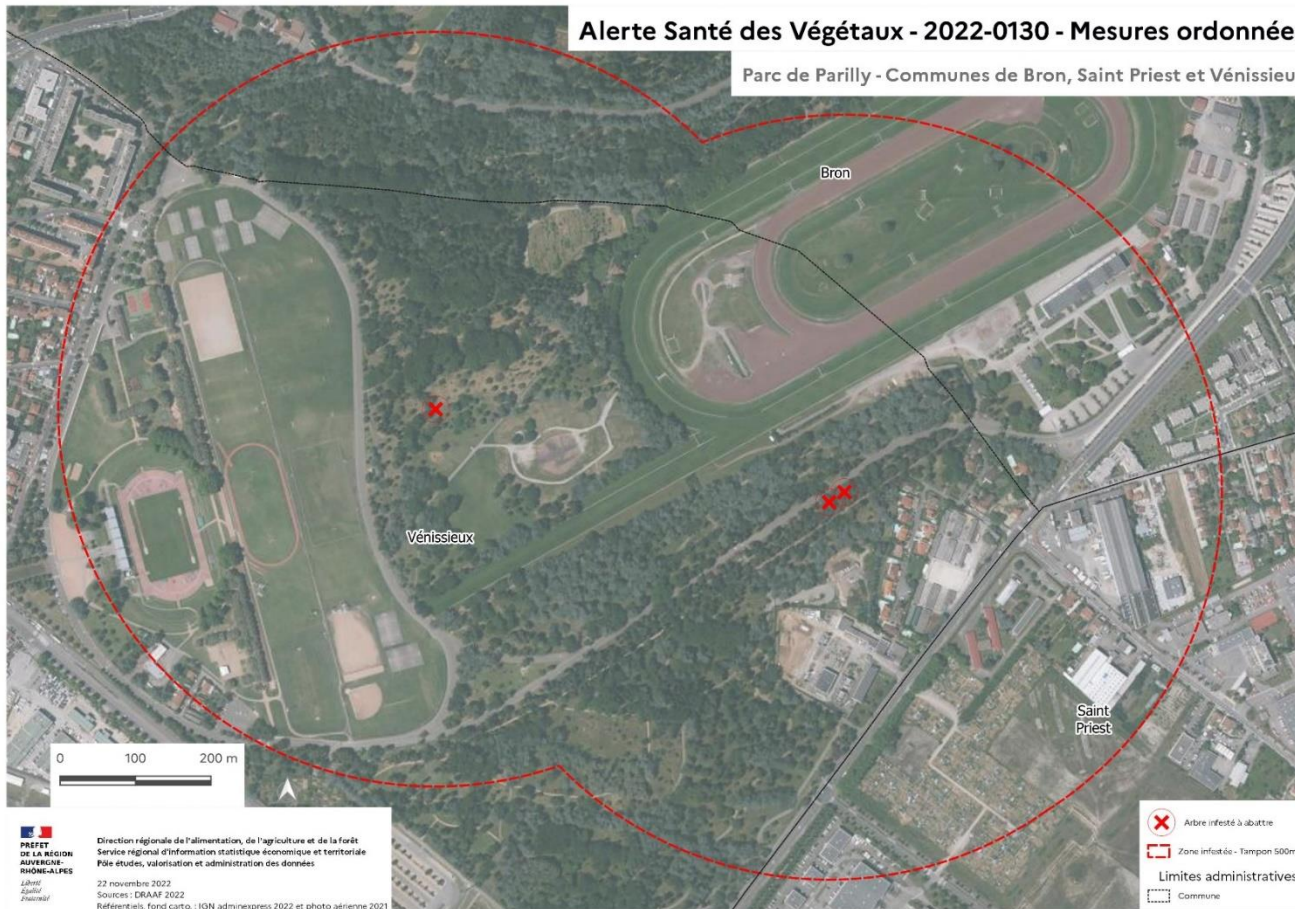 Alerte Santé des Végétaux - 2022-0130 - Mesures ordonnée
Parc de Parilly - Communes de Bron, Saint Priest et Vénissieu
Bron
Vénissieux
Saint
Priest
0 100 200 m
PRÉFET
DE LA RÉGION
AUVERGNE-
RHÔNE-ALPES
Liberté
Égalité
Fraternité
Direction régionale de l'alimentation, de l'agriculture et de la forêt
Service régional d'information statistique économique et territoriale
Pôle études, valorisation et administration des données
22 novembre 2022
Sources : DRAAF 2022
Référentiels, fond carto. : IGN adminexpress 2022 et photo aérienne 2021
Arbre infesté à abattre
Zone infestée - Tampon 500m
Limites administratives
Commune